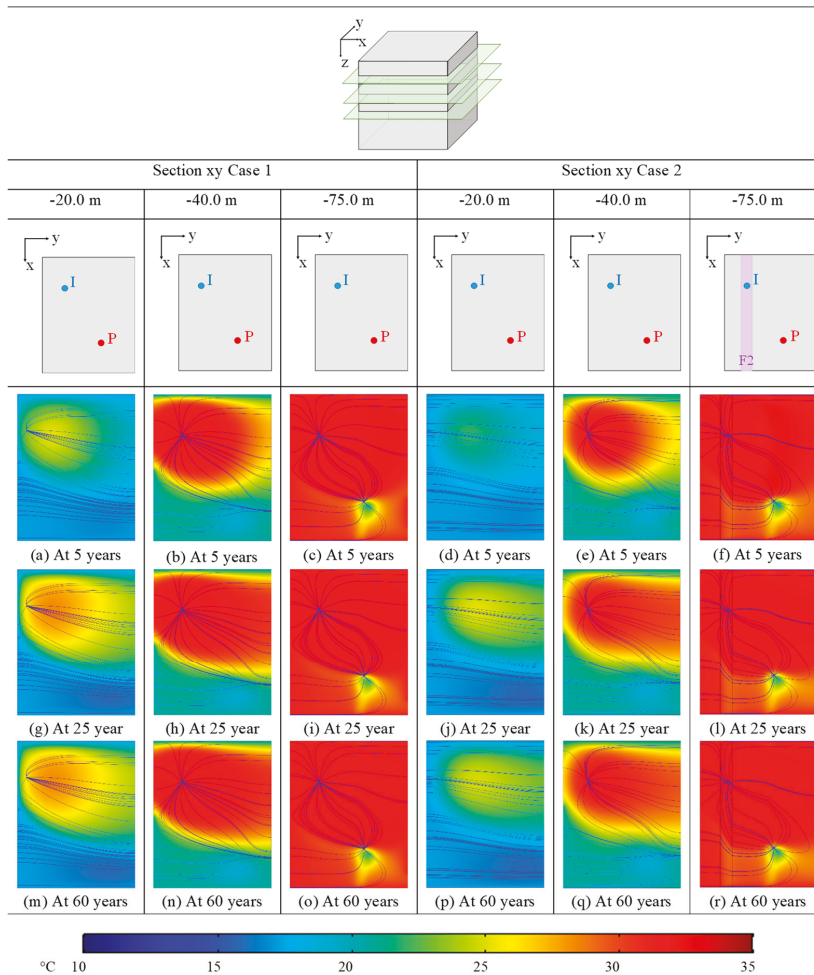 y
x
z
Section xy Case 1 Section xy Case 2
-20.0 m -40.0 m -75.0 m -20.0 m -40.0 m -75.0 m
y y y y y y
x x x x x x
I I I I I I
P P P P P P
F2
(a) At 5 years (b) At 5 years (c) At 5 years (d) At 5 years (e) At 5 years (f) At 5 years
(g) At 25 year (h) At 25 year (i) At 25 year (j) At 25 year (k) At 25 year (l) At 25 year
(m) At 60 years (n) At 60 years (o) At 60 years (p) At 60 years (q) At 60 years (r) At 60 years
°C 10 15 20 25 30 35